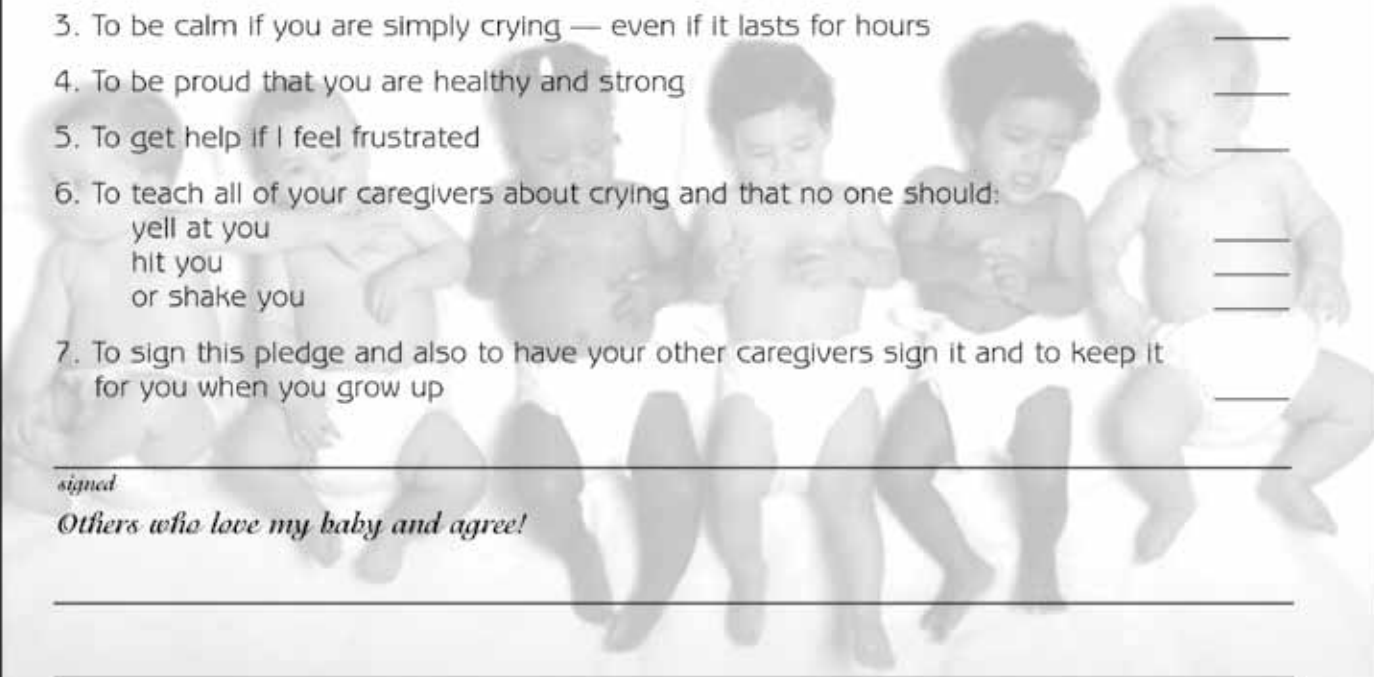 3. To be calm if you are simply crying — even if it lasts for hours
4. To be proud that you are healthy and strong
5. To get help if I feel frustrated
6. To teach all of your caregivers about crying and that no one should:
yell at you
hit you
or shake you
7. To sign this pledge and also to have your other caregivers sign it and to keep it
for you when you grow up
signed
Others who love my baby and agree!